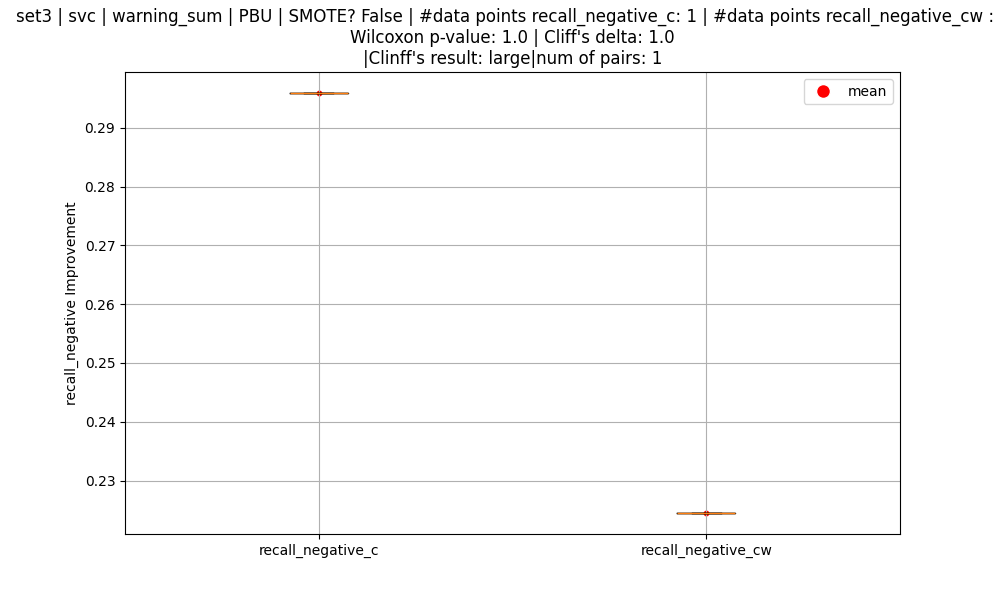 set3 | svc | warning_sum | PBU | SMOTE? False | #data points recall_negative_c: 1 | #data points recall_negative_cw :
Wilcoxon p-value: 1.0 | Cliff's delta: 1.0
|Clinff's result: large|num of pairs: 1
mean
0.29
0.28
0.27
0.26
0.25
0.24
0.23
recall_negative Improvement
recall_negative_c
recall_negative_cw